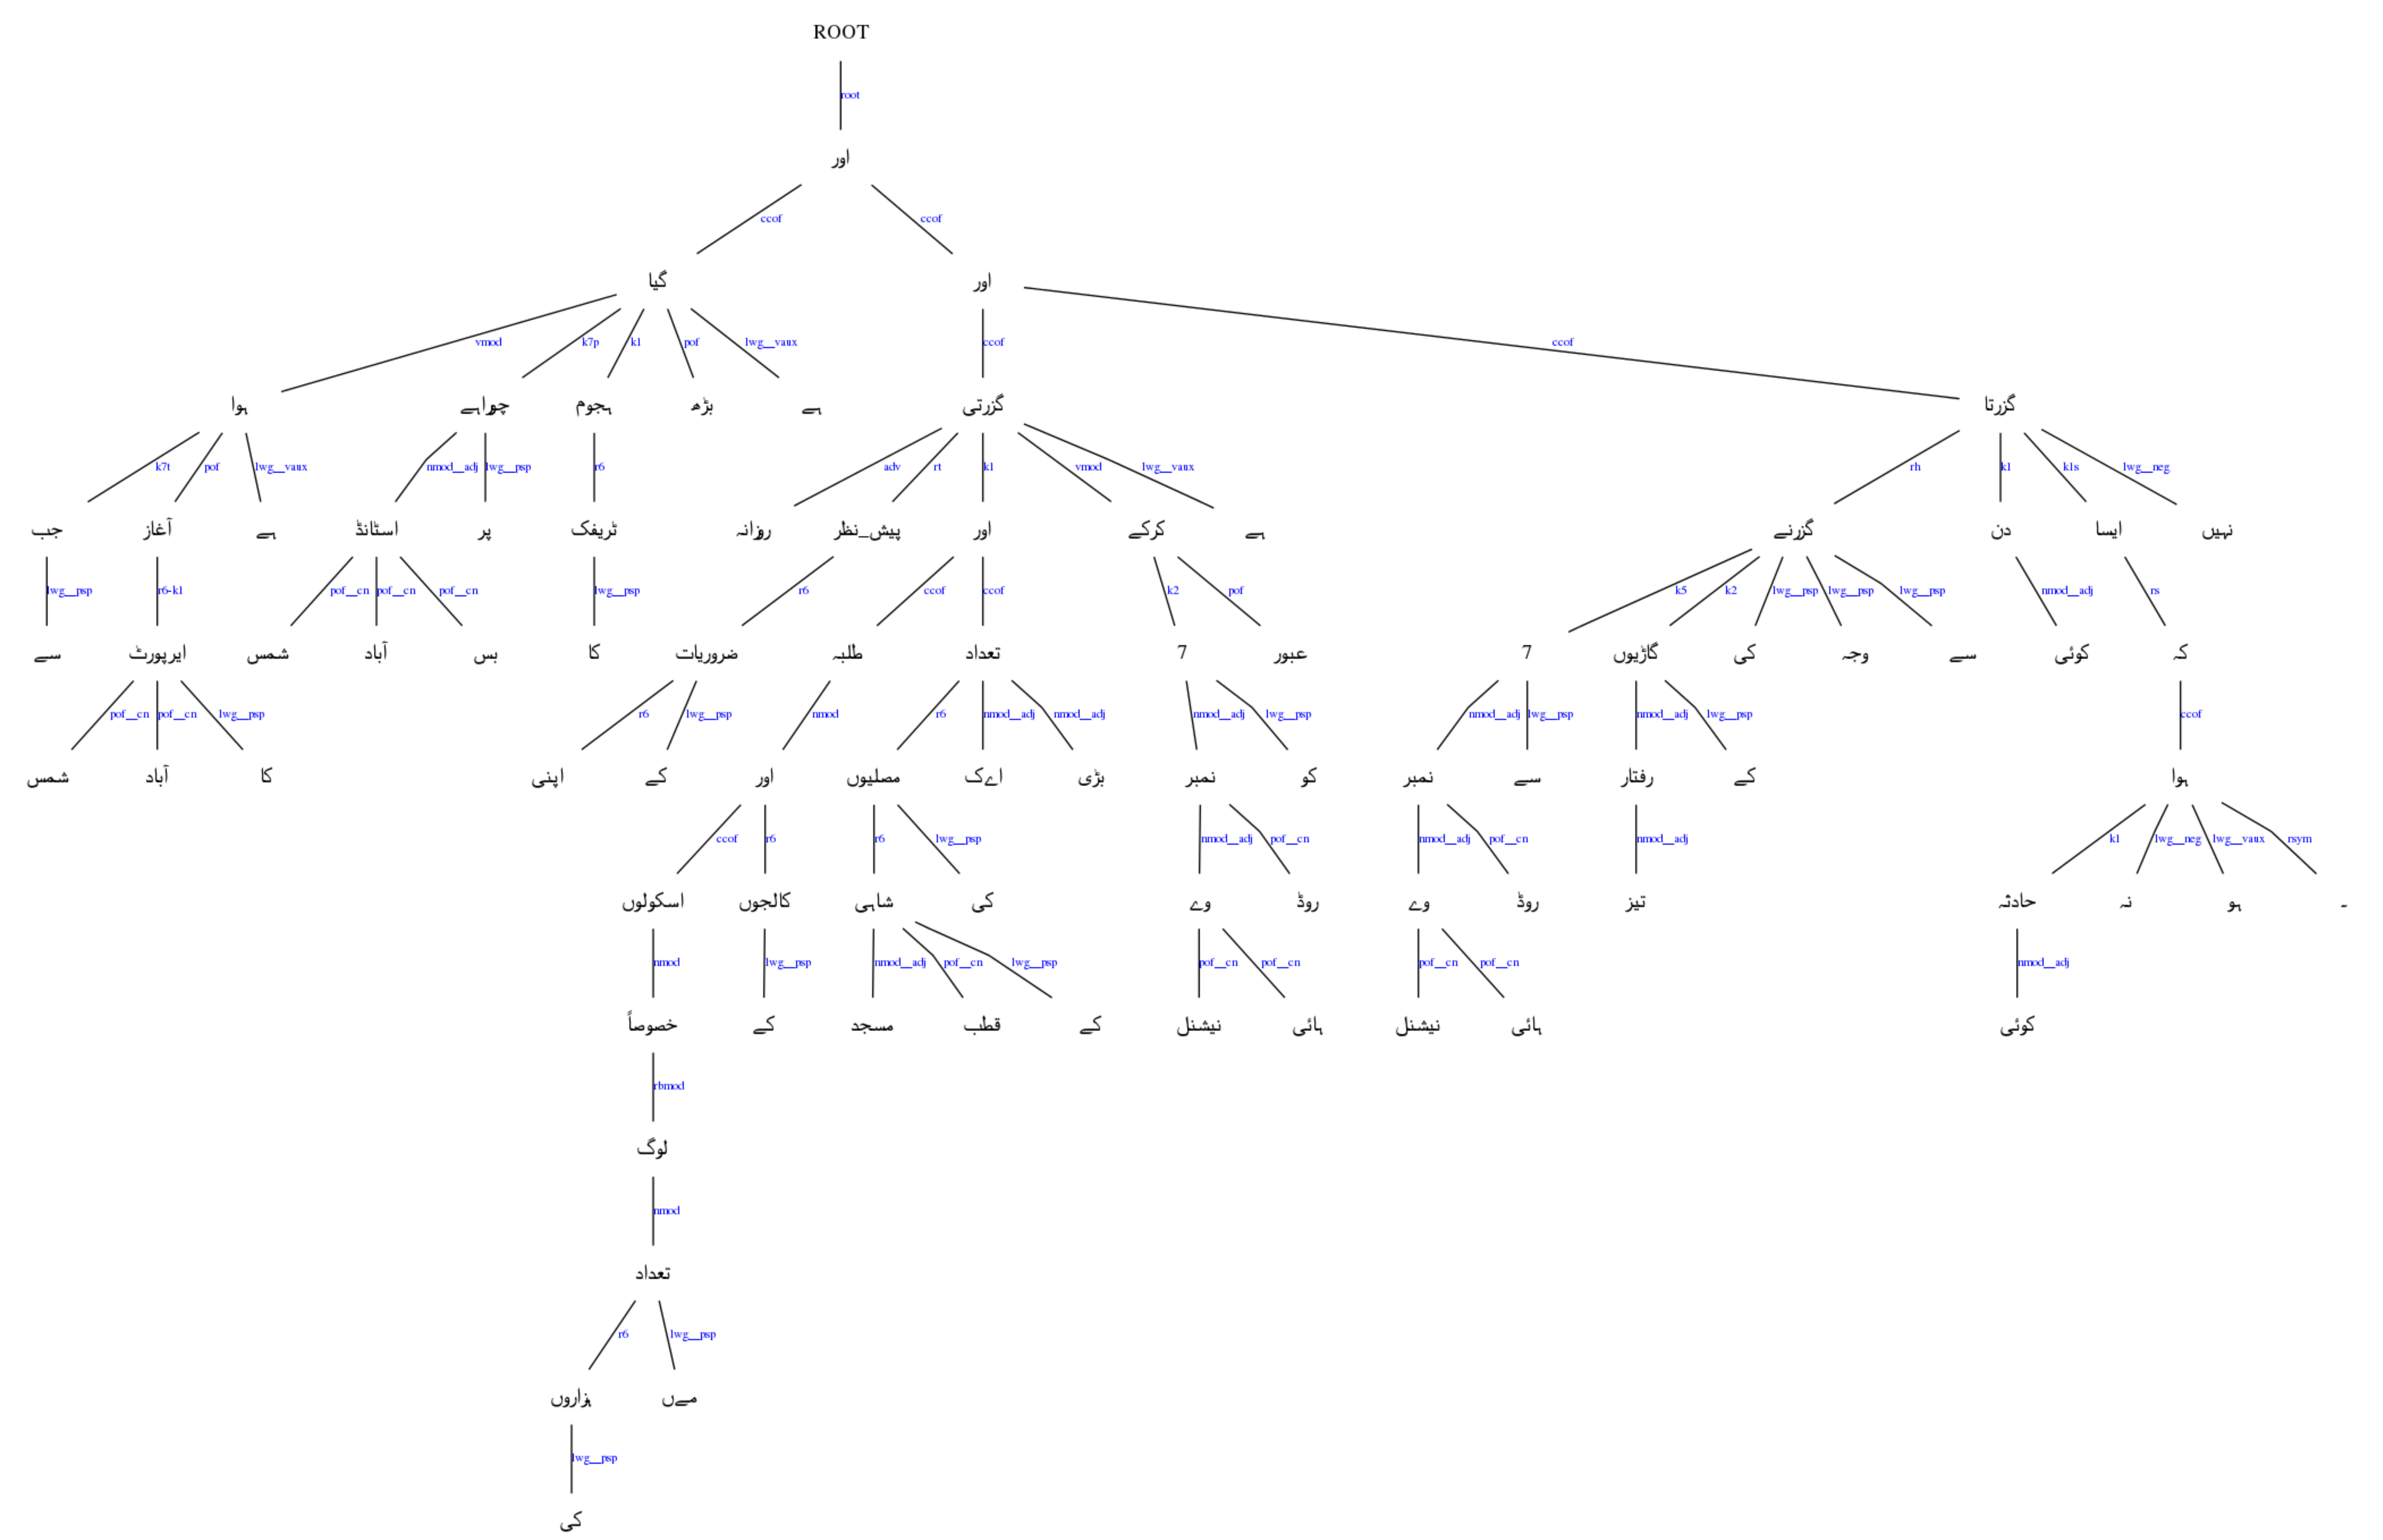 ROOT
root
اور
ccof ccof
گیا اور
vmod k7p k1 pof lwg__vaux ccof ccof
ہوا چوراہے ہجوم بڑھ ہے گزرتی گزرتا
k7t pof lwg__vaux nmod__adj lwg__psp r6 adv rt k1 vmod lwg__vaux rh k1 k1s lwg__neg
جب آغاز ہے اسٹانڈ پر ٹریفک روزانہ پیش_نظر اور کرکے ہے گزرنے دن ایسا نہیں
lwg__psp r6-k1 pof__cn pof__cn pof__cn lwg__psp r6 ccof ccof k2 pof k5 k2 lwg__psp lwg__psp lwg__psp nmod__adj rs
سے ایرپورٹ شمس آباد بس کا ضروریات طلبہ تعداد 7 عبور 7 گاڑیوں کی وجہ سے کوئی کہ
pof__cn pof__cn lwg__psp r6 lwg__psp nmod r6 nmod__adj nmod__adj nmod__adj lwg__psp nmod__adj lwg__psp nmod__adj lwg__psp ccof
شمس آباد کا اپنی کے اور مصلیوں اےک بڑی نمبر کو نمبر سے رفتار کے ہوا
ccof r6 r6 lwg__psp nmod__adj pof__cn nmod__adj pof__cn nmod__adj k1 lwg__neg lwg__vaux rsym
اسکولوں کالجوں شاہی کی وے روڈ وے روڈ تیز حادثہ نہ ہو ۔
nmod lwg__psp nmod__adj pof__cn lwg__psp pof__cn pof__cn pof__cn pof__cn nmod__adj
خصوصاً کے مسجد قطب کے نیشنل ہائی نیشنل ہائی کوئی
rbmod
لوگ
nmod
تعداد
r6 lwg__psp
ہزاروں مےں
lwg__psp
کی